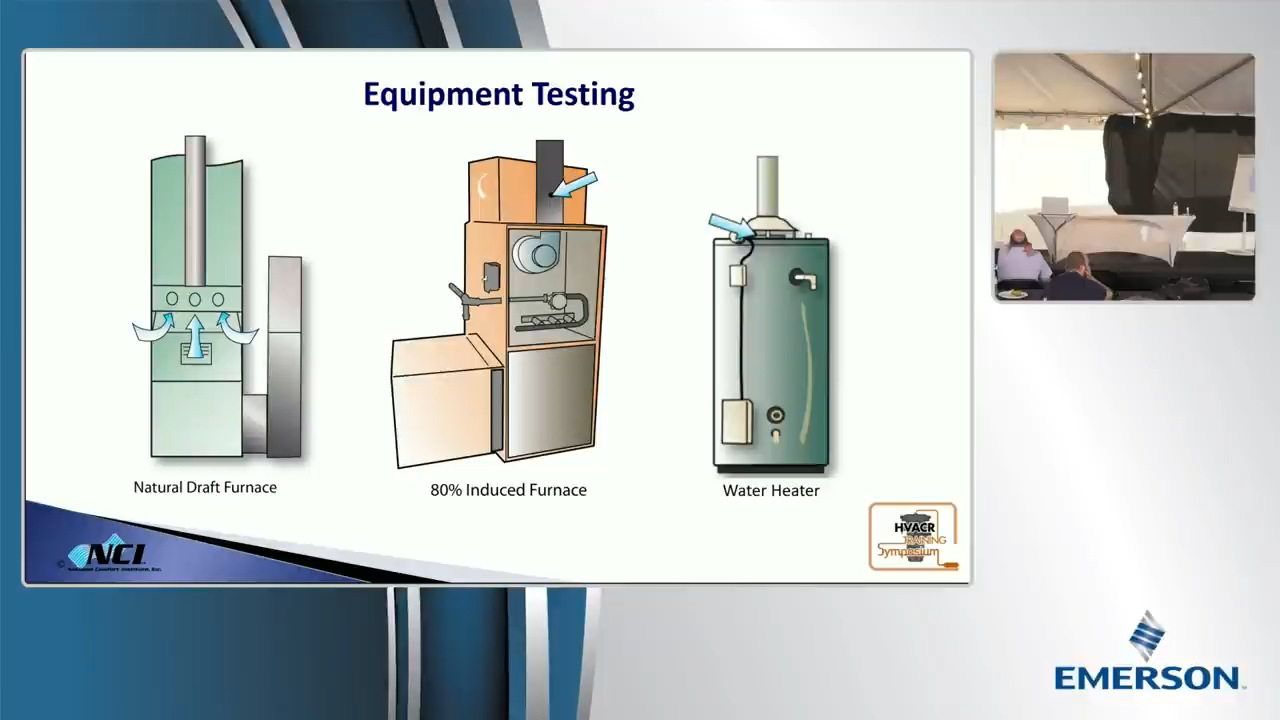 Equipment Testing
Natural Draft Furnace
80% Induced Furnace
Water Heater
© NCI
HVACR
TRAINING
Symposium
EMERSON